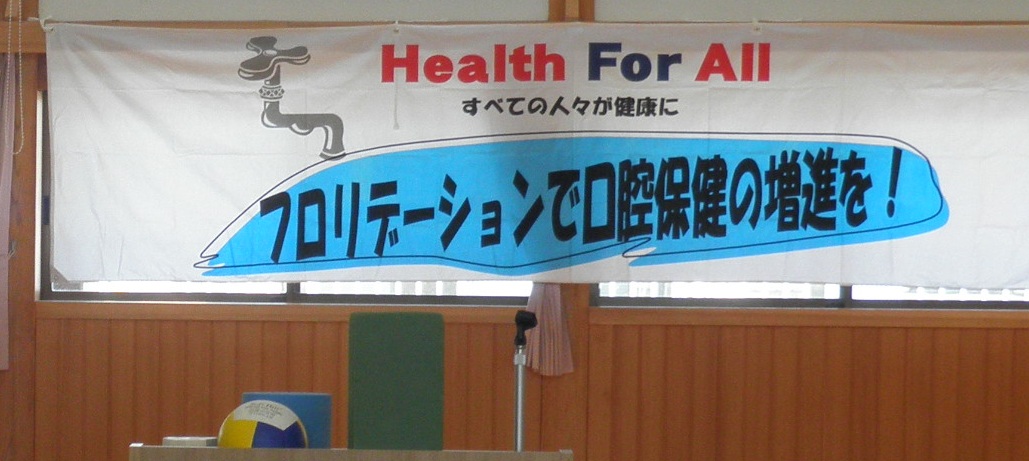 Health For All
すべての人々が健康に
フロリデーションで口腔保健の増進を！